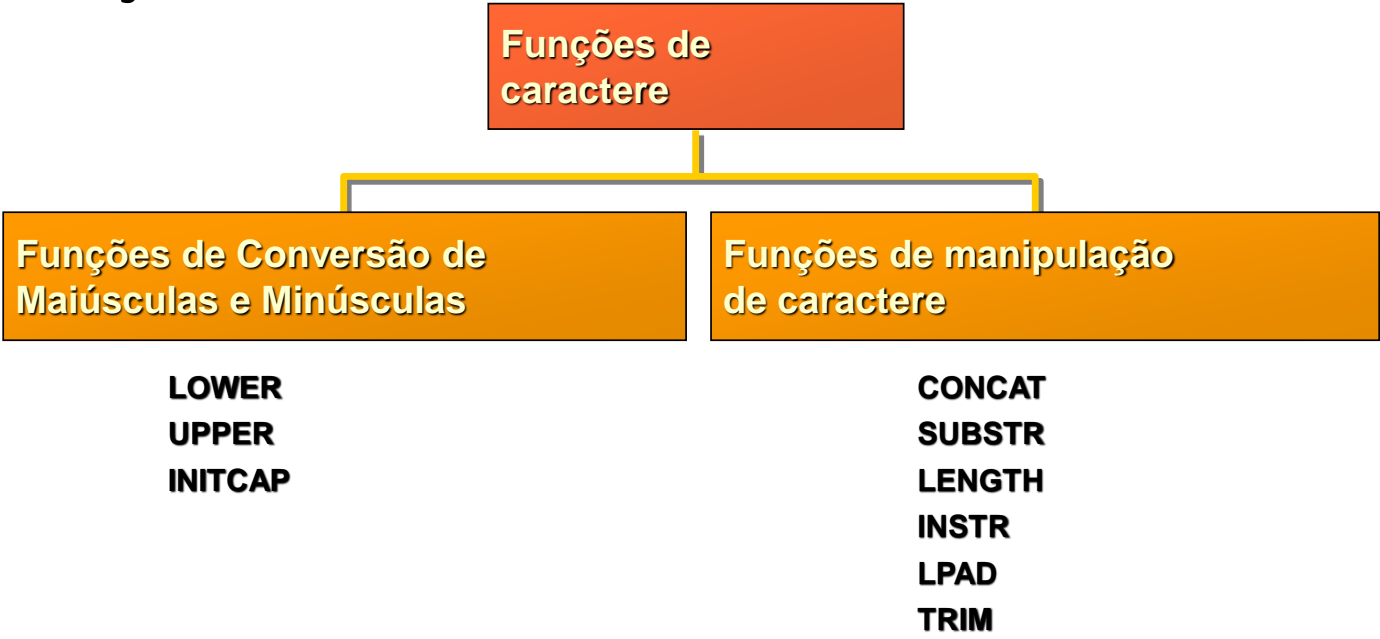 Funções de
caractere
Funções de Conversão de
Maiúsculas e Minúsculas
Funções de manipulação
de caractere
LOWER
UPPER
INITCAP
CONCAT
SUBSTR
LENGTH
INSTR
LPAD
TRIM